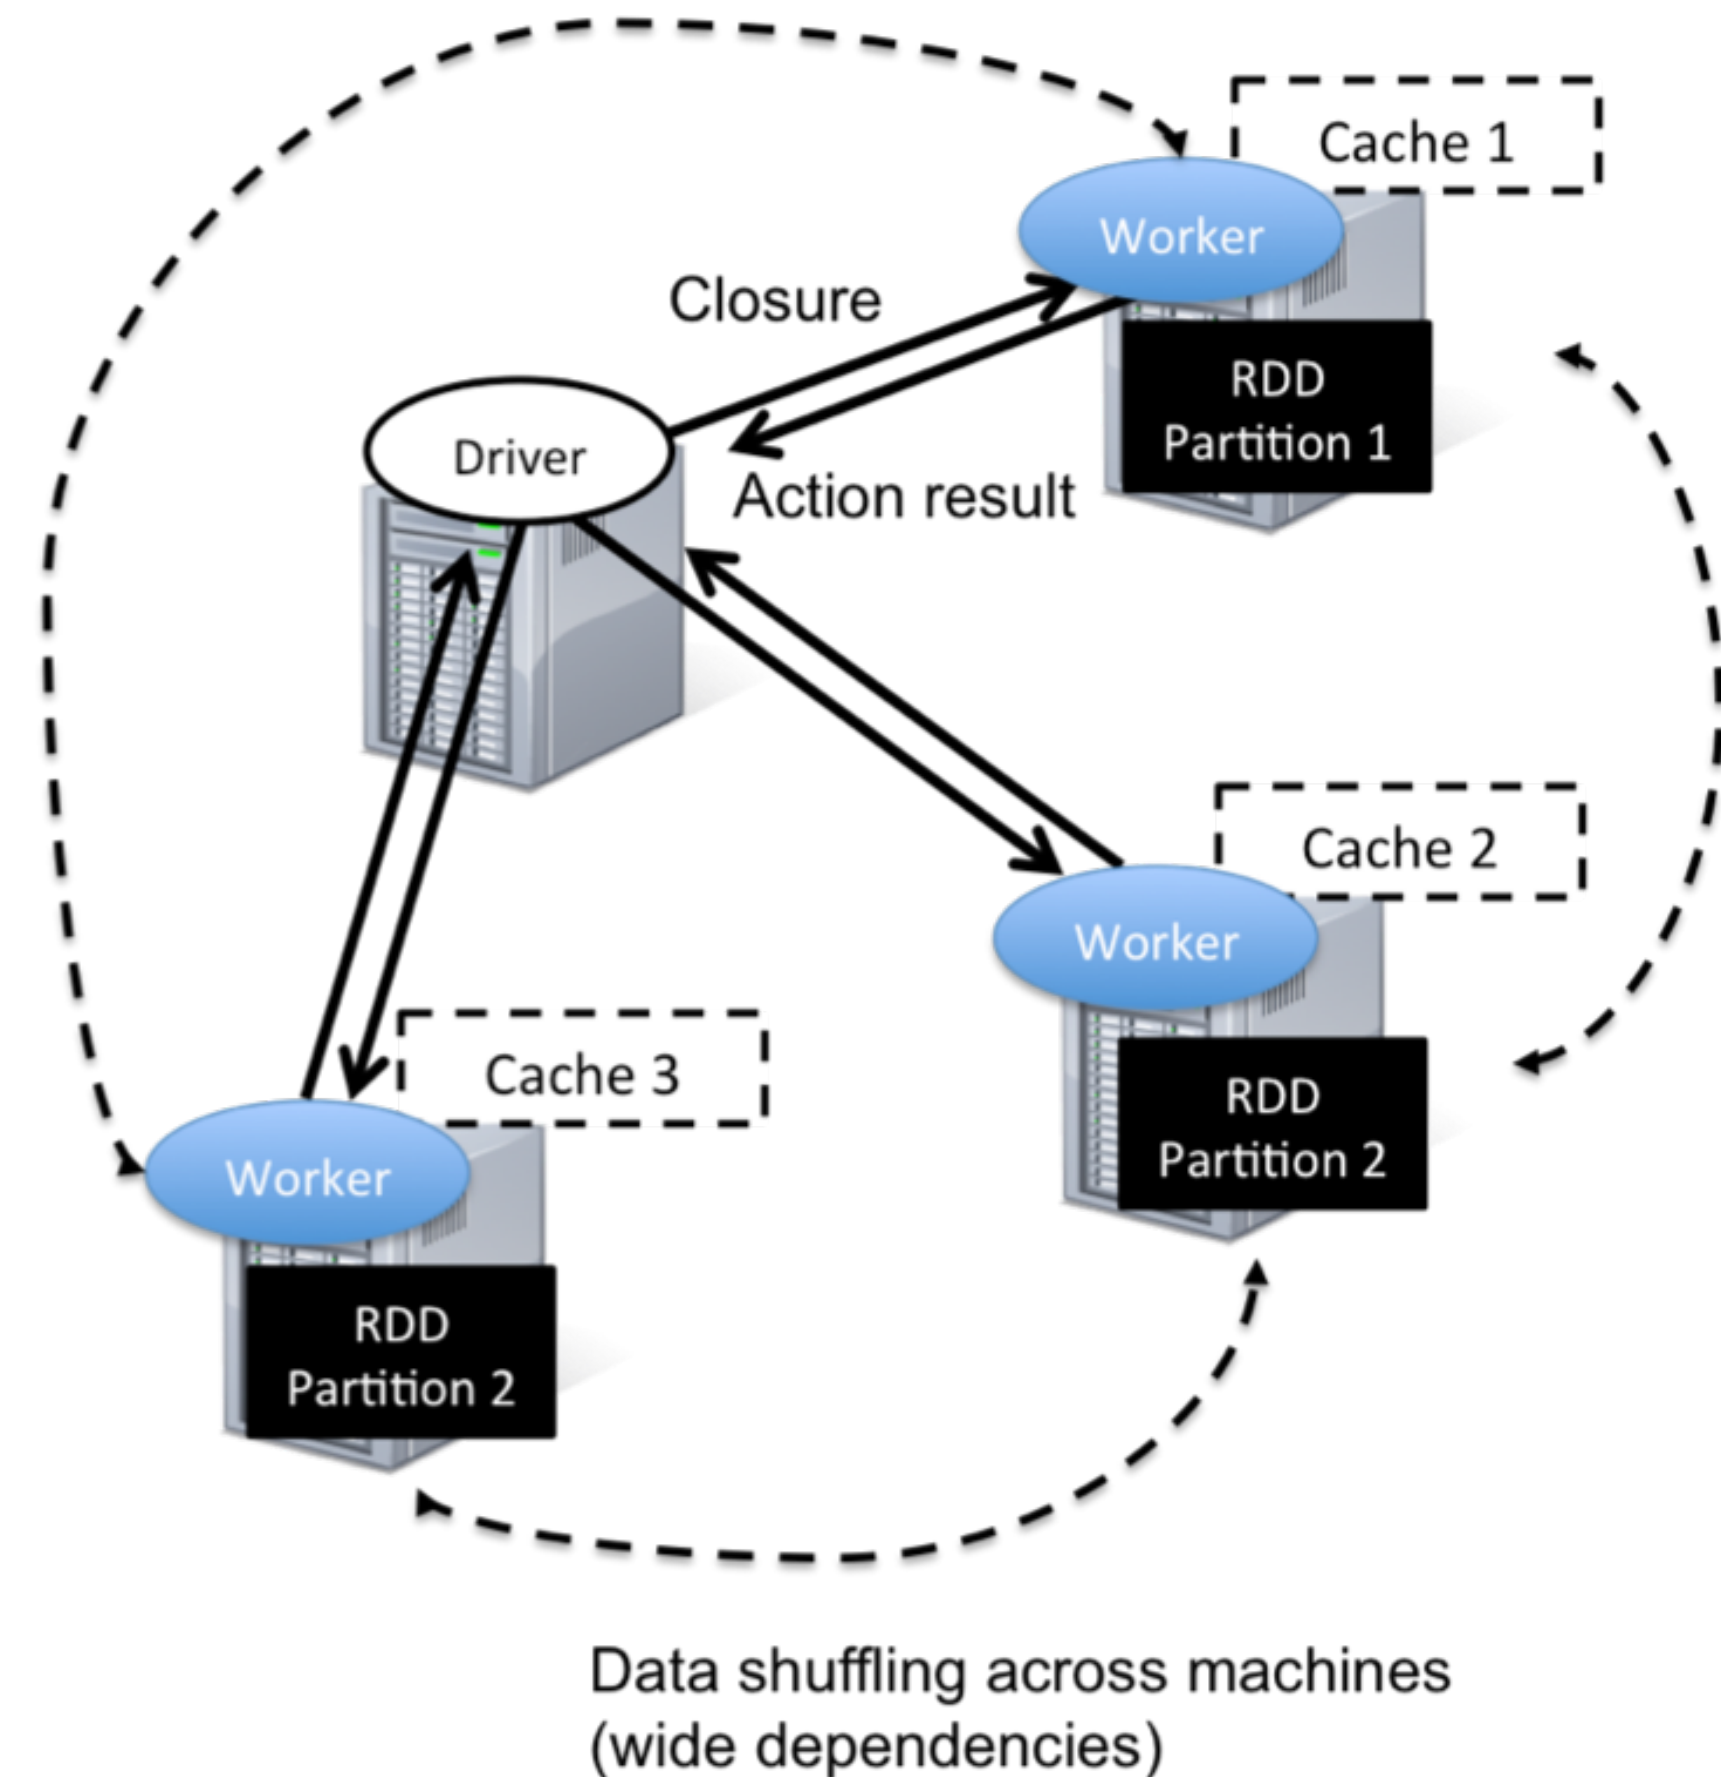 Cache 1
Worker
Closure
RDD
Partition 1
Driver
Action result
Cache 2
Worker
Cache 3
RDD
Partition 2
Worker
RDD
Partition 2
Data shuffling across machines
(wide dependencies)